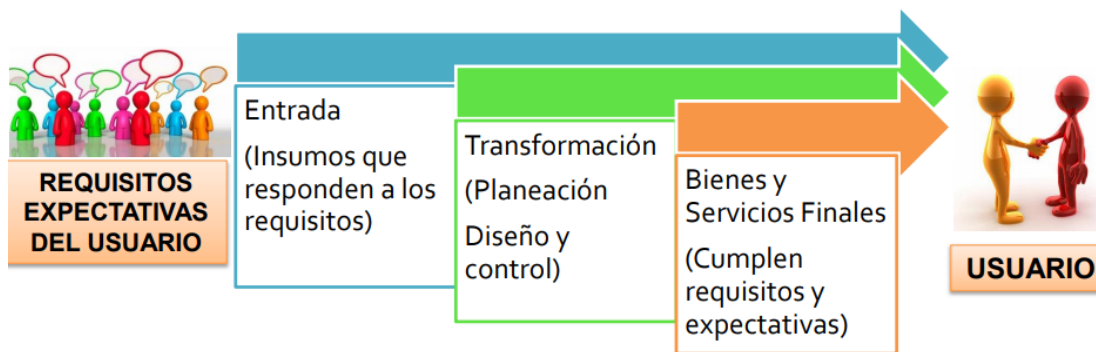 REQUISITOS
EXPECTATIVAS
DEL USUARIO
Entrada
(Insumos que
responden a los
requisitos)
Transformación
(Planeación
Diseño y
control)
Bienes y
Servicios Finales
(Cumplen
requisitos y
expectativas)
USUARIO